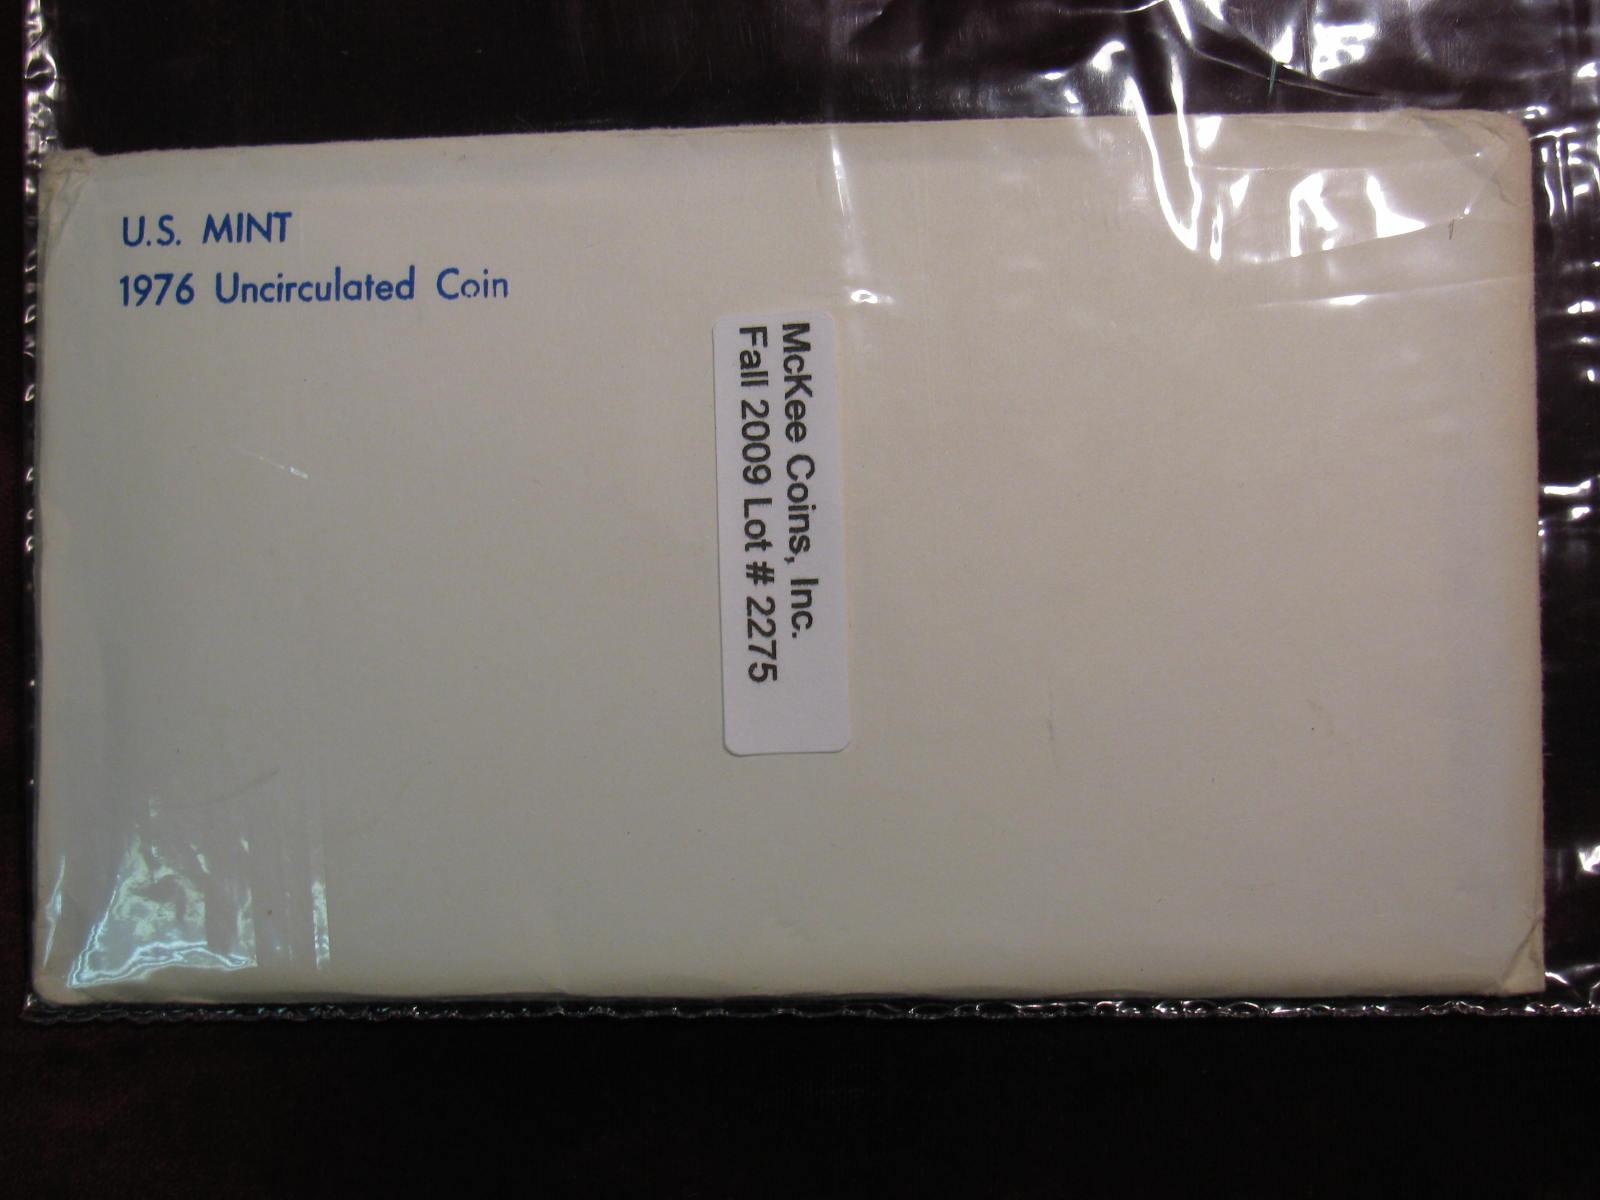 U.S. MINT
1976 Uncirculated Coin
McKee Coins, Inc.
Fall 2009 Lot # 2275